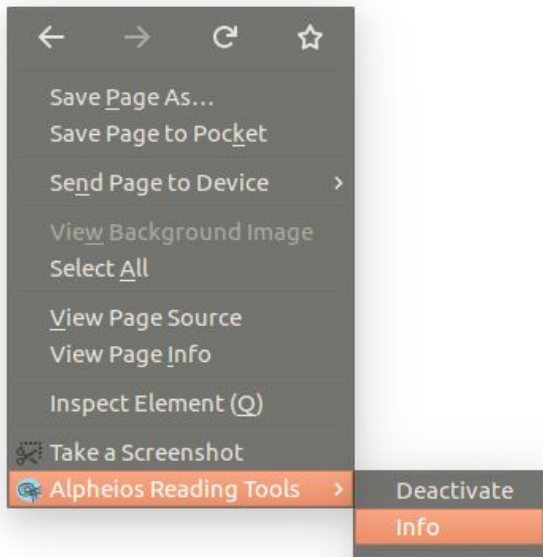 Save Page As...
Save Page to Pocket
Send Page to Device
View Background Image
Select All
View Page Source
View Page Info
Inspect Element (Q)
Take a Screenshot
Alpheios Reading Tools
Deactivate
Info